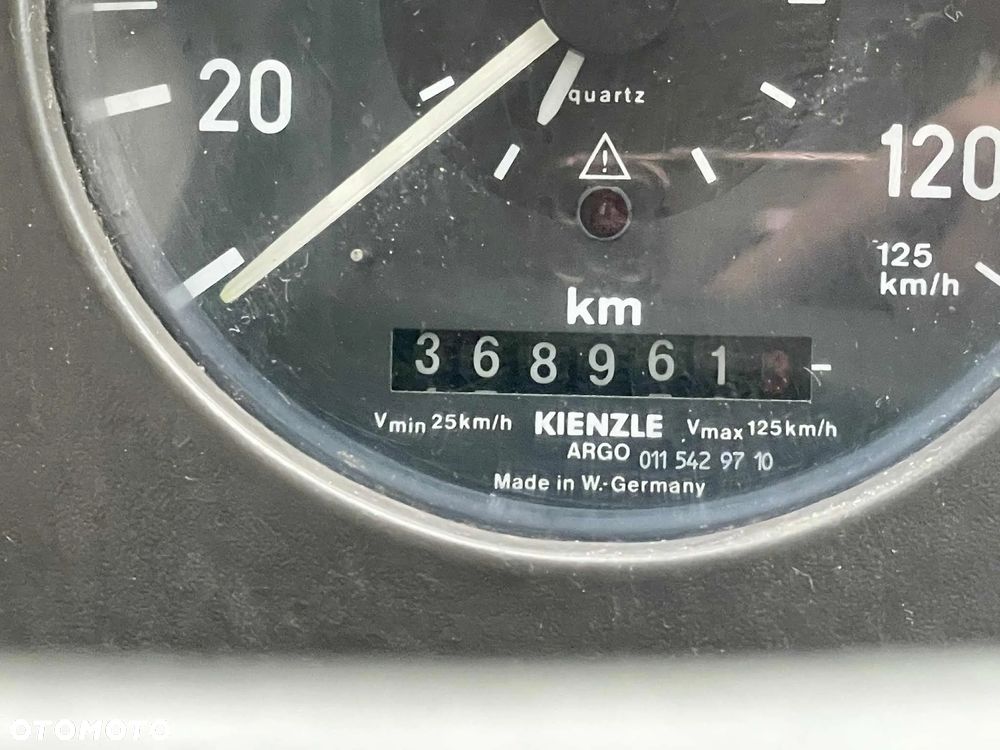 20
quartz
120
125
km/h
km
368961
Vmin 25km/h KIENZLE Vmax 125km/h
ARGO 011 542 97 10
Made in W.-Germany
OTOMOTO